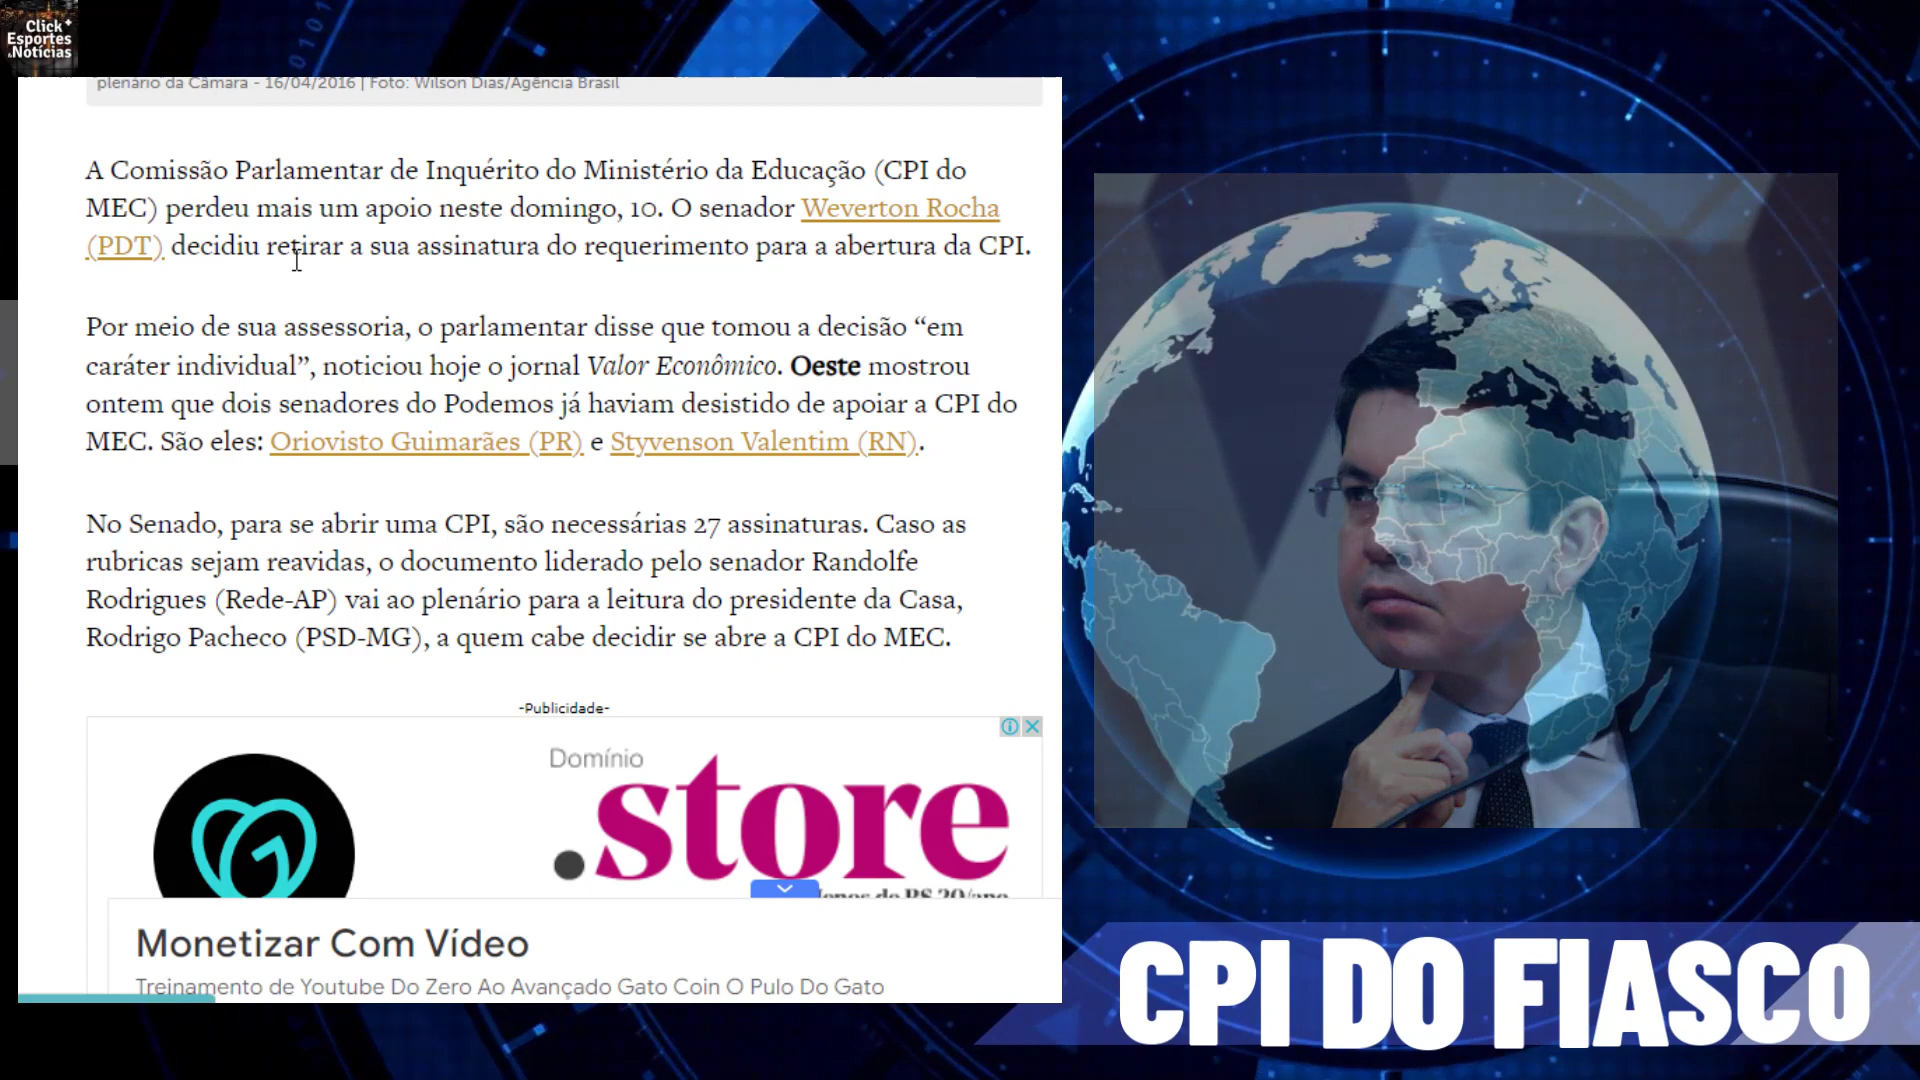 Click+
Esportes
&Notícias
plenário da Câmara - 16/04/2016 | Foto: Wilson Dias/Agência Brasil
A Comissão Parlamentar de Inquérito do Ministério da Educação (CPI do
MEC) perdeu mais um apoio neste domingo, 10. O senador Weverton Rocha
(PDT) decidiu retirar a sua assinatura do requerimento para a abertura da CPI.
Por meio de sua assessoria, o parlamentar disse que tomou a decisão “em
caráter individual”, noticiou hoje o jornal Valor Econômico. Oeste mostrou
ontem que dois senadores do Podemos já haviam desistido de apoiar a CPI do
MEC. São eles: Oriovisto Guimarães (PR) e Styvenson Valentim (RN).
No Senado, para se abrir uma CPI, são necessárias 27 assinaturas. Caso as
rubricas sejam reavidas, o documento liderado pelo senador Randolfe
Rodrigues (Rede-AP) vai ao plenário para a leitura do presidente da Casa,
Rodrigo Pacheco (PSD-MG), a quem cabe decidir se abre a CPI do MEC.
-Publicidade-
Domínio
.store
Menos de R$ 20/ano
Monetizar Com Vídeo
Treinamento de Youtube Do Zero Ao Avançado Gato Coin O Pulo Do Gato
CPI DO FIASCO